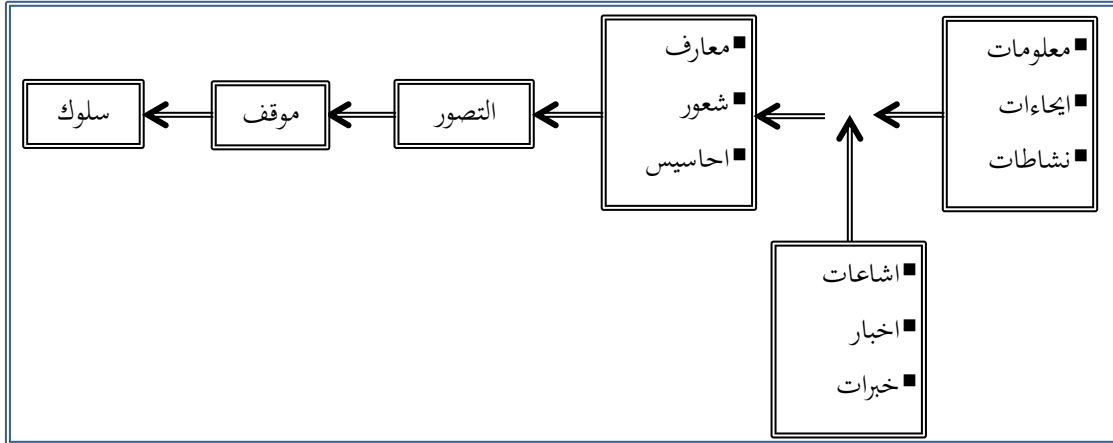 ▪معلومات
▪ايحاءات
▪نشاطات
▪معارف
▪شعور
▪احاسيس
التصور
موقف
سلوك
▪اشاعات
▪اخبار
▪خبرات